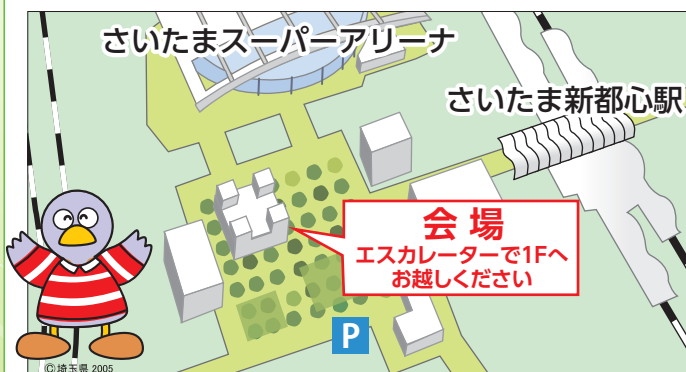 さいたまスーパーアリーナ
さいたま新都心駅
会場
エスカレーターで1Fへ
お越しください
P
©埼玉県 2005